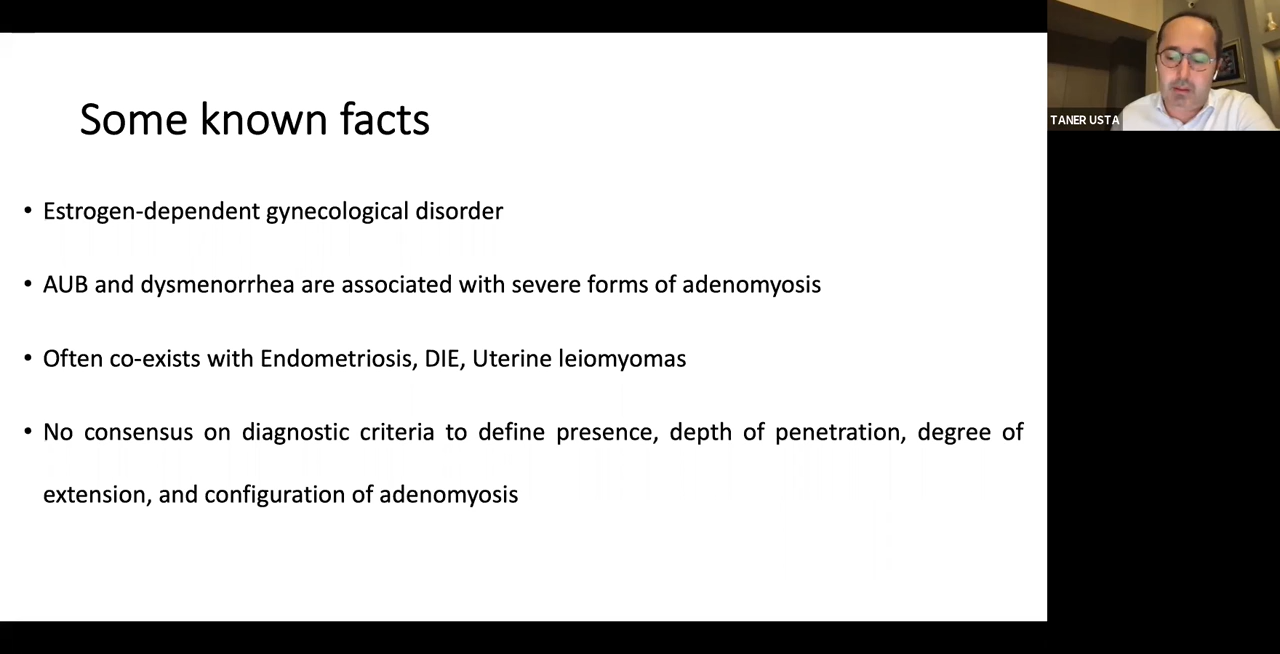 Some known facts
• Estrogen-dependent gynecological disorder
• AUB and dysmenorrhea are associated with severe forms of adenomyosis
• Often co-exists with Endometriosis, DIE, Uterine leiomyomas
• No consensus on diagnostic criteria to define presence, depth of penetration, degree of
extension, and configuration of adenomyosis
TANER USTA